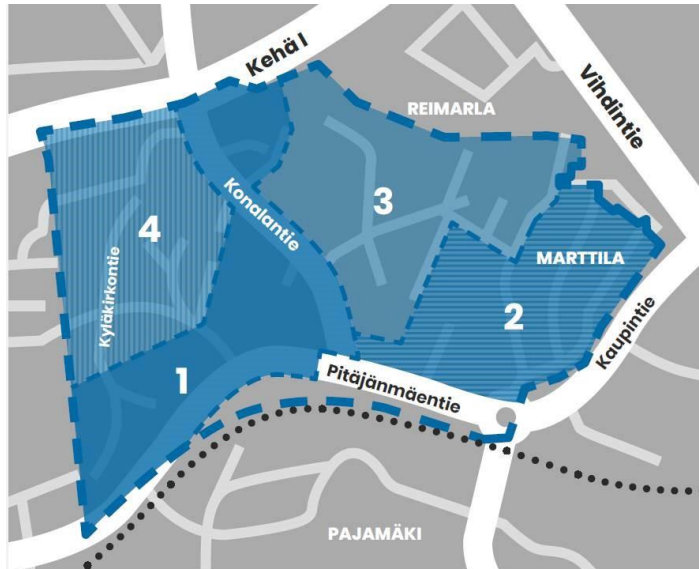 Kehä I
Vihdintie
REIMARLA
3
4
Konalantie
Kyläkirkontie
MARTTILA
2
Kaupintie
1
Pitäjänmäentie
PAJAMÄKI